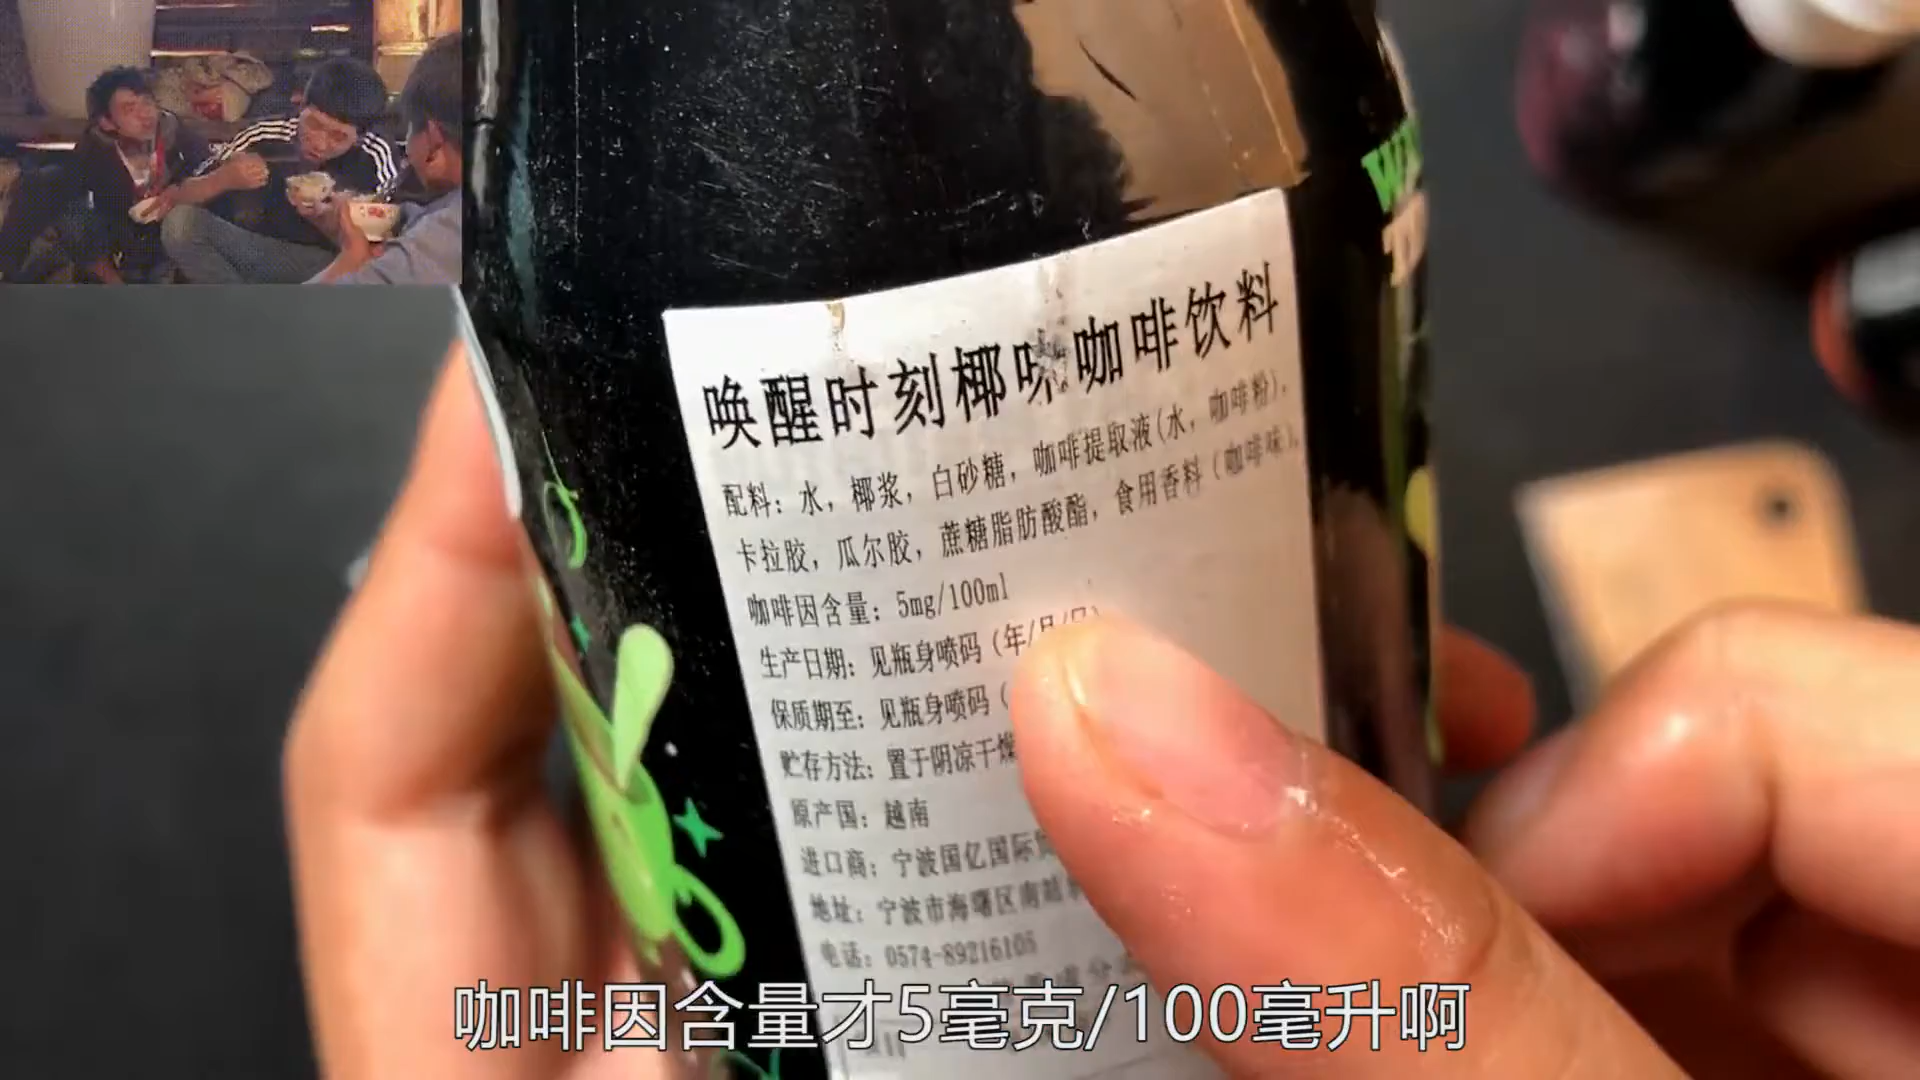 唤醒时刻椰味咖啡饮料
配料：水，椰浆，白砂糖，咖啡提取液（水，咖啡粉），
卡拉胶，瓜尔胶，蔗糖脂肪酸酯，食用香料（咖啡味）。
咖啡因含量：5mg/100ml
生产日期：见瓶身喷码（年/月/日）
保质期至：见瓶身喷码（
贮存方法：置于阴凉干燥
原产国：越南
进口商：宁波国亿国际贸
地址：宁波市海曙区南站
电话：0574-89216105
咖啡因含量才5毫克/100毫升啊